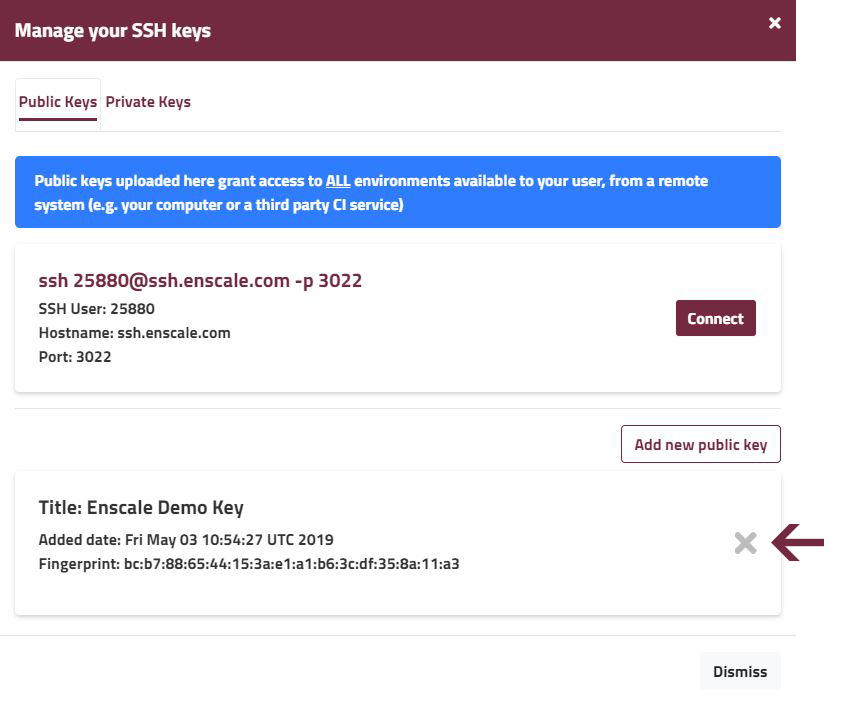 Manage your SSH keys
Public Keys Private Keys
Public keys uploaded here grant access to ALL environments available to your user, from a remote
system (e.g. your computer or a third party CI service)
ssh 25880@ssh.enscale.com -p 3022
SSH User: 25880
Hostname: ssh.enscale.com
Port: 3022
Connect
Add new public key
Title: Enscale Demo Key
Added date: Fri May 03 10:54:27 UTC 2019
Fingerprint: bc:b7:88:65:44:15:3a:e1:a1:b6:3c:df:35:8a:11:a3
Dismiss